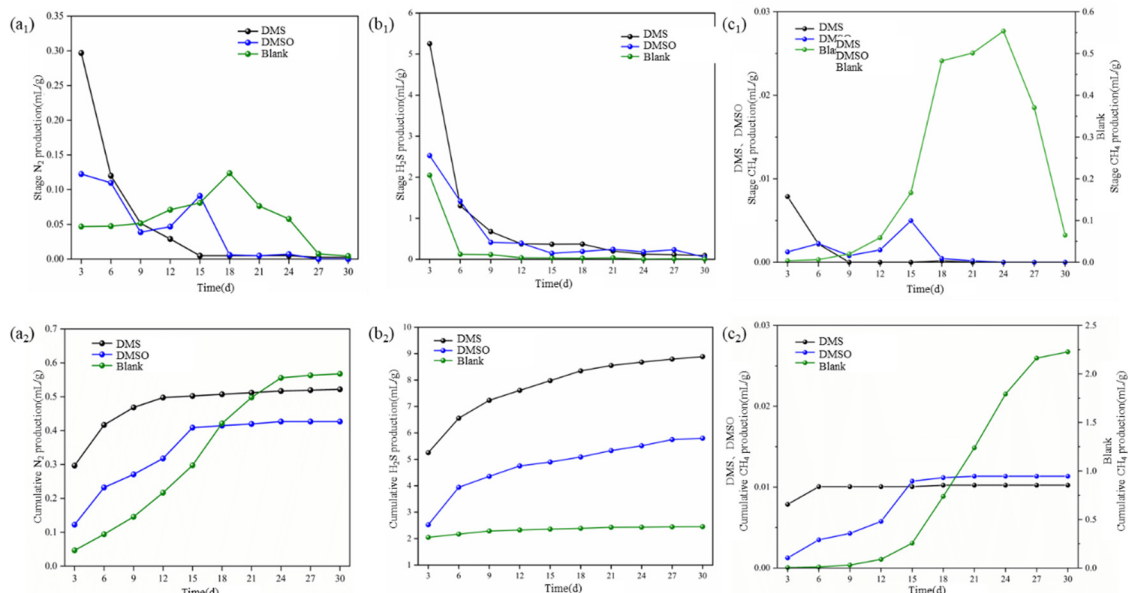 (a₁)
0.35
0.30
0.25
0.20
0.15
0.10
0.05
0.00
Stage N₂ production(mL/g)
DMS
DMSO
Blank
3 6 9 12 15 18 21 24 27 30
Time(d)
(b₁)
6
5
4
3
2
1
0
Stage H₂S production(mL/g)
DMS
DMSO
Blank
3 6 9 12 15 18 21 24 27 30
Time(d)
(c₁)
0.03
.02
.01
0.00
DMS、DMSO
Stage CH₄ production(mL/g)
DMS
DMS
DMSO
Blank
0.6
0.5
0.4
0.3
0.2
0.1
0.0
Blank
Stage CH₄ production(mL/g)
3 6 9 12 15 18 21 24 27 30
Time(d)
(a₂)
0.7
0.6
0.5
0.4
0.3
0.2
0.1
0.0
Cumulative N₂ production(mL/g)
DMS
DMSO
Blank
3 6 9 12 15 18 21 24 27 30
Time(d)
(b₂)
10
9
8
7
6
5
4
3
2
1
Cumulative H₂S production(mL/g)
DMS
DMSO
Blank
3 6 9 12 15 18 21 24 27 30
Time(d)
(c₂)
0.03
0.02
0.01
0.00
DMS、DMSO
Cumulative CH₄ production(mL/g)
DMS
DMSO
Blank
2.5
2.0
1.5
1.0
0.5
0.0
Blank
Cumulative CH₄ production(mL/g)
3 6 9 12 15 18 21 24 27 30
Time(d)